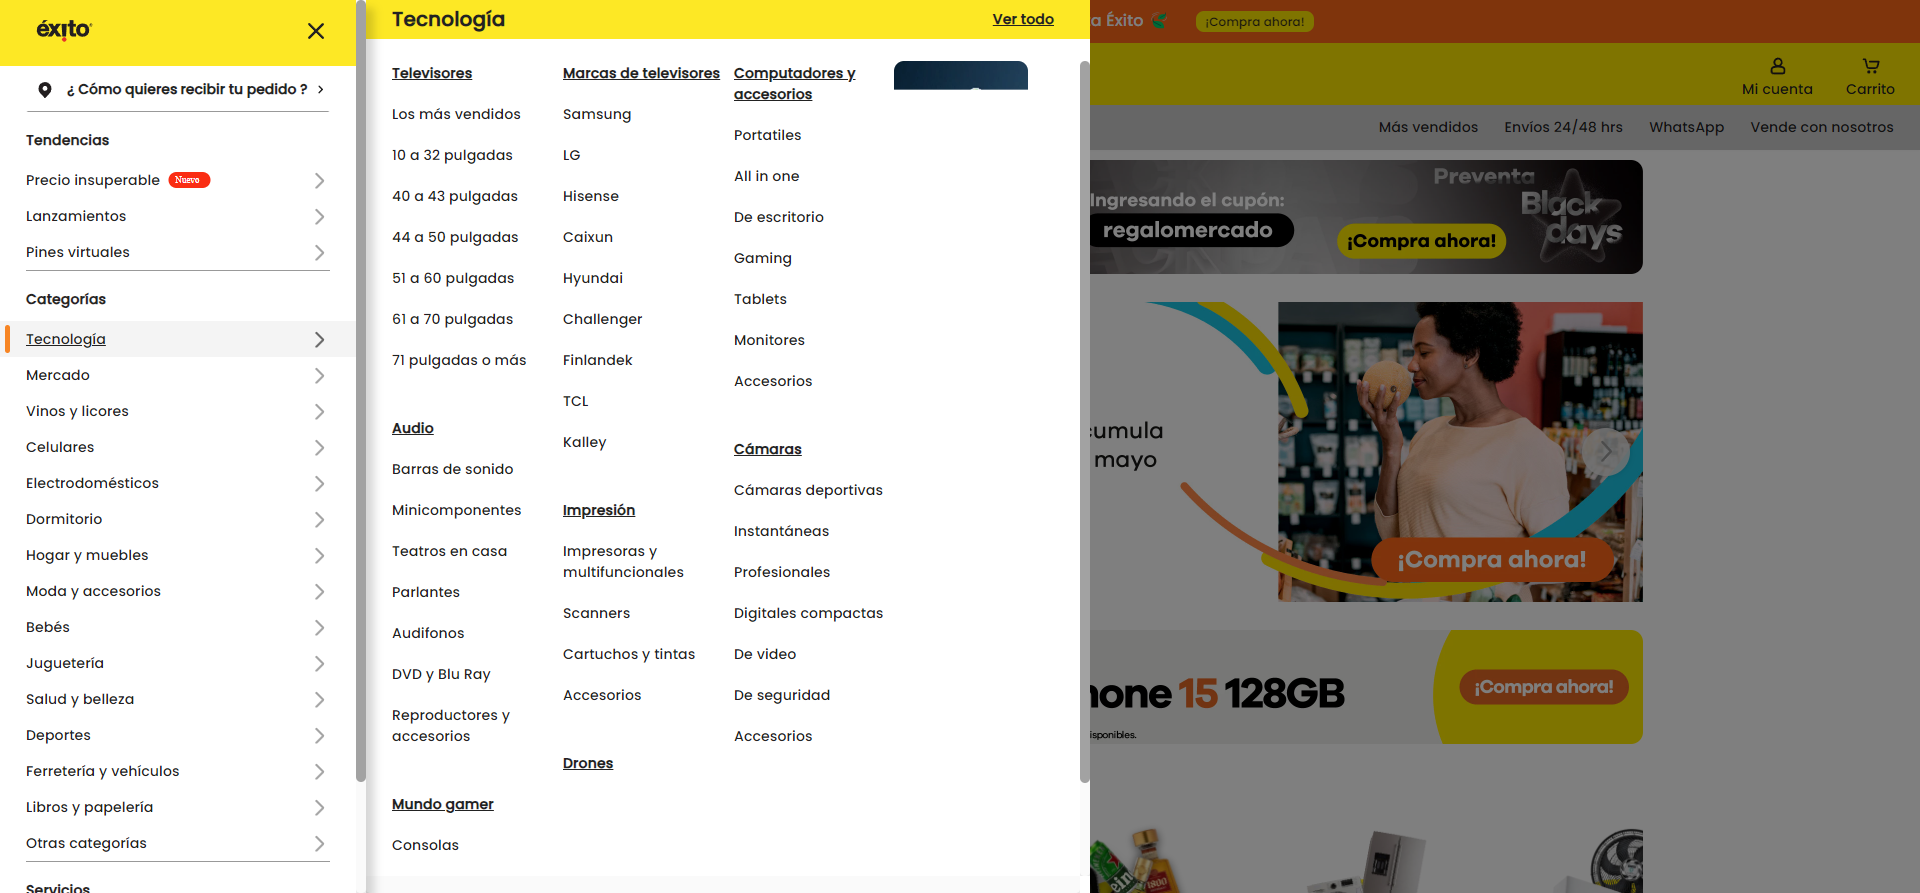 éxito
¿ Cómo quieres recibir tu pedido ?
Tendencias
Precio insuperable Nuevo
Lanzamientos
Pines virtuales
Categorías
Tecnología
Mercado
Vinos y licores
Celulares
Electrodomésticos
Dormitorio
Hogar y muebles
Moda y accesorios
Bebés
Juguetería
Salud y belleza
Deportes
Ferretería y vehículos
Libros y papelería
Otras categorías
Servicios
Tecnología
Ver todo
Televisores
Los más vendidos
10 a 32 pulgadas
40 a 43 pulgadas
44 a 50 pulgadas
51 a 60 pulgadas
61 a 70 pulgadas
71 pulgadas o más
Audio
Barras de sonido
Minicomponentes
Teatros en casa
Parlantes
Audifonos
DVD y Blu Ray
Reproductores y
accesorios
Mundo gamer
Consolas
Marcas de televisores
Samsung
LG
Hisense
Caixun
Hyundai
Challenger
Finlandek
TCL
Kalley
Impresión
Impresoras y
multifuncionales
Scanners
Cartuchos y tintas
Accesorios
Drones
Computadores y
accesorios
Portatiles
All in one
De escritorio
Gaming
Tablets
Monitores
Accesorios
Cámaras
Cámaras deportivas
Instantáneas
Profesionales
Digitales compactas
De video
De seguridad
Accesorios
a Éxito
¡Compra ahora!
Mi cuenta
Carrito
Más vendidos
Envíos 24/48 hrs
WhatsApp
Vende con nosotros
Ingresando el cupón:
regalomercado
¡Compra ahora!
Preventa
Black
days
cumula
mayo
¡Compra ahora!
hone 15 128GB
isponibles.
¡Compra ahora!
1800